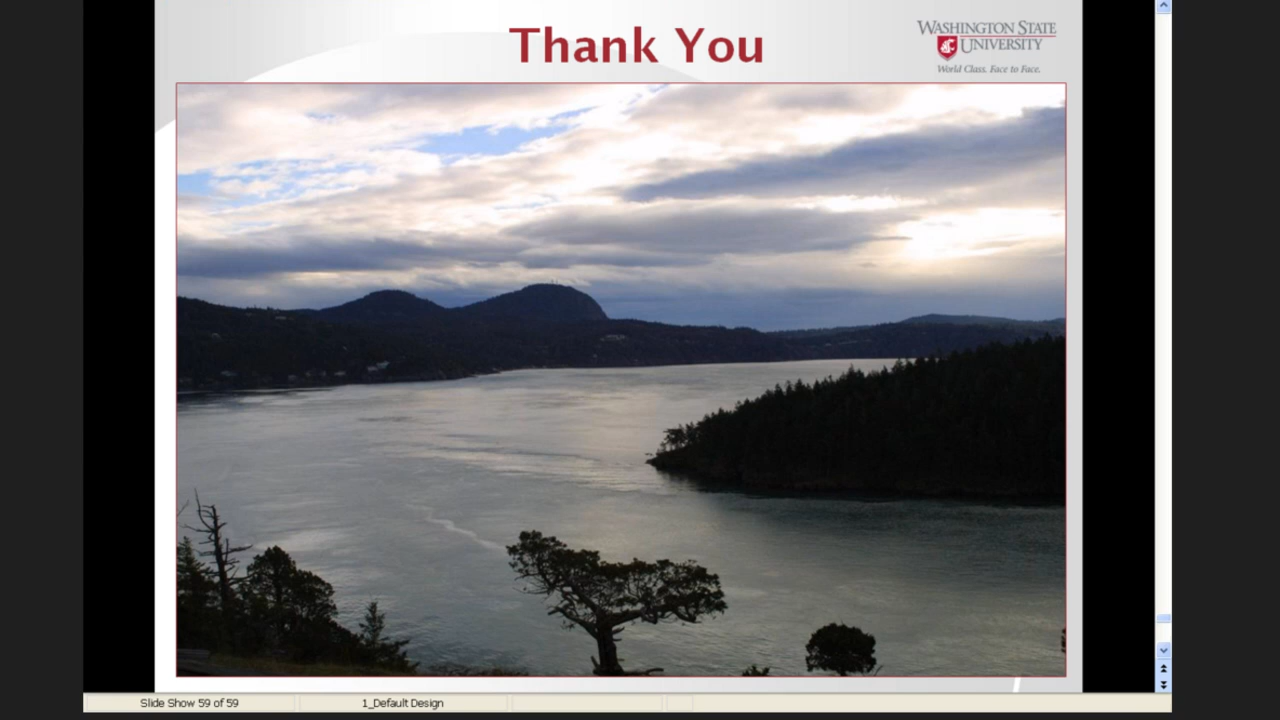 Thank You
WASHINGTON STATE
UNIVERSITY
World Class. Face to Face.
Slide Show 59 of 59
1_Default Design